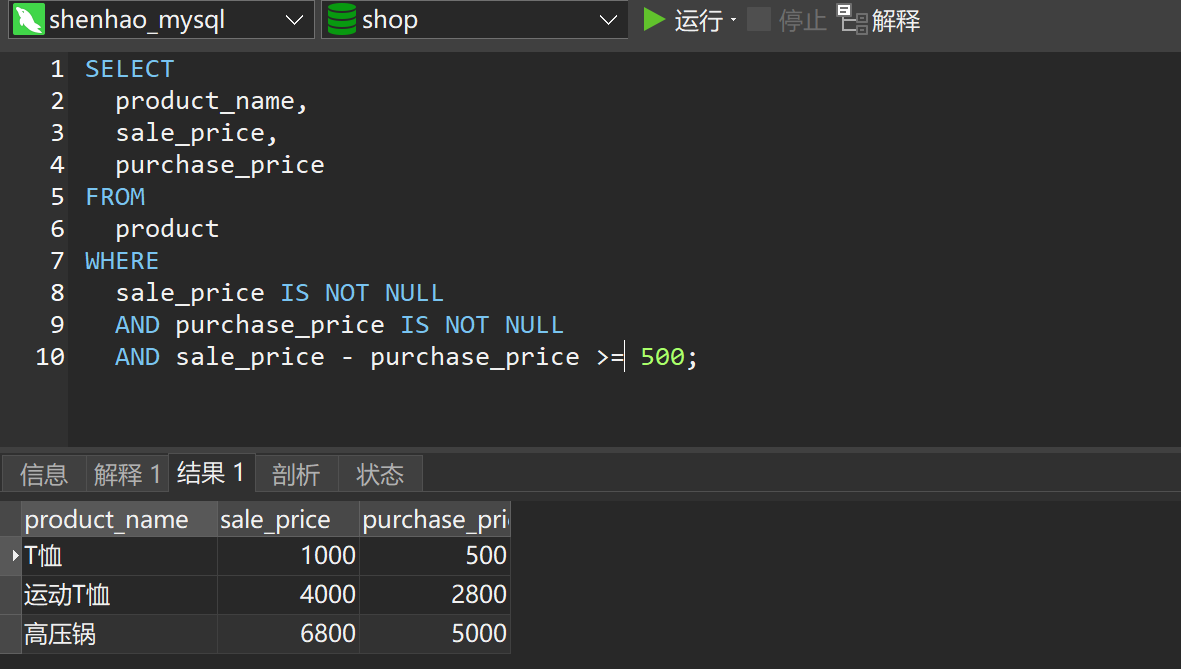 shenhao_mysql shop 运行 停止 解释
1 SELECT
2 product_name,
3 sale_price,
4 purchase_price
5 FROM
6 product
7 WHERE
8 sale_price IS NOT NULL
9 AND purchase_price IS NOT NULL
10 AND sale_price - purchase_price >= 500;
信息 解释 1 结果 1 剖析 状态
product_name sale_price purchase_pri
T恤 1000 500
运动T恤 4000 2800
高压锅 6800 5000